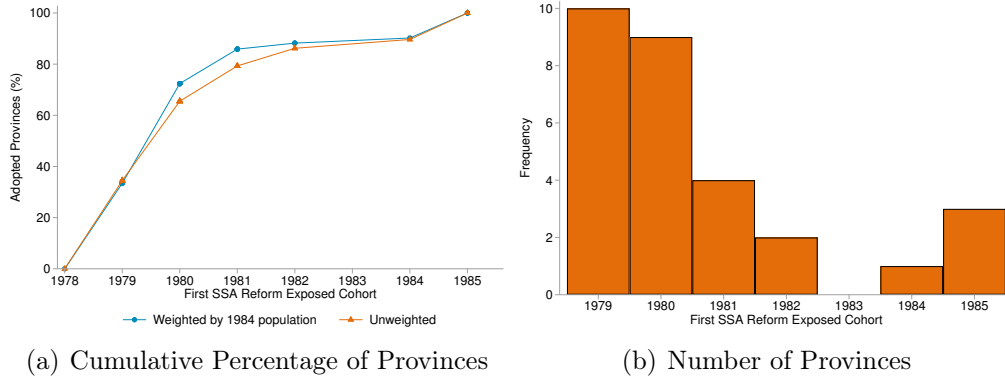 100
80
60
40
20
0
Adopted Provinces (%)
1978 1979 1980 1981 1982 1983 1984 1985
First SSA Reform Exposed Cohort
Weighted by 1984 population Unweighted
(a) Cumulative Percentage of Provinces
10
8
6
4
2
0
Frequency
1979 1980 1981 1982 1983 1984 1985
First SSA Reform Exposed Cohort
(b) Number of Provinces